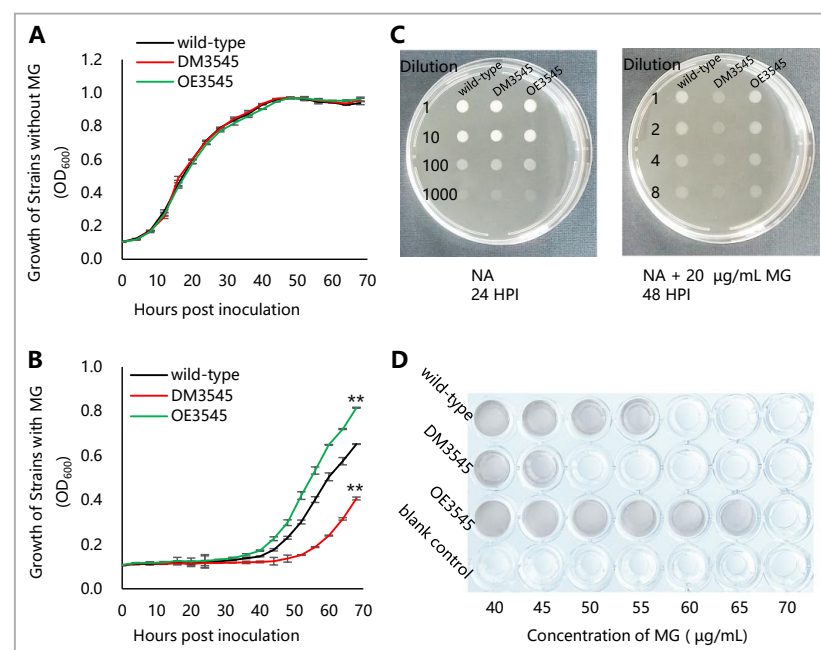 A
wild-type
DM3545
OE3545
Growth of Strains without MG
(OD600)
1.2
1.0
0.8
0.6
0.4
0.2
0.0
0 10 20 30 40 50 60 70
Hours post inoculation
B
wild-type
DM3545
OE3545
Growth of Strains with MG
(OD600)
1.0
0.8
0.6
0.4
0.2
0.0
**
**
0 10 20 30 40 50 60 70
Hours post inoculation
C
Dilution
wild-type
DM3545
OE3545
1
10
100
1000
NA
24 HPI
Dilution
wild-type
DM3545
OE3545
1
2
4
8
NA + 20 µg/mL MG
48 HPI
D
wild-type
DM3545
OE3545
blank control
40 45 50 55 60 65 70
Concentration of MG ( µg/mL)